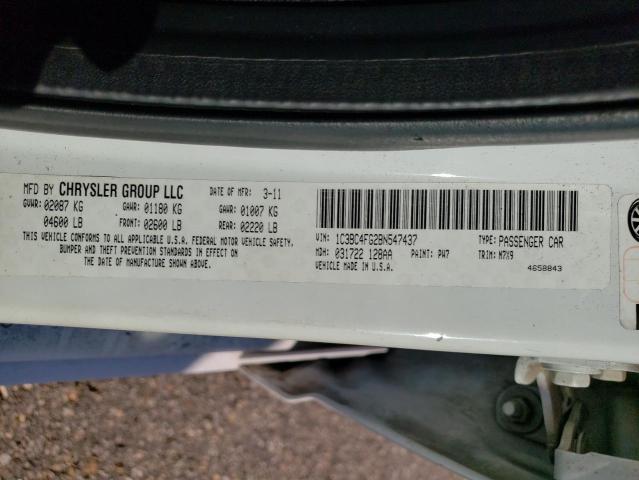 MFD BY CHRYSLER GROUP LLC DATE OF MFR: 3-11
GVWR: 02087 KG GAWR: 01180 KG GAWR: 01007 KG
04600 LB FRONT: 02600 LB REAR: 02220 LB
THIS VEHICLE CONFORMS TO ALL APPLICABLE U.S.A. FEDERAL MOTOR VEHICLE SAFETY,
BUMPER AND THEFT PREVENTION STANDARDS IN EFFECT ON
THE DATE OF MANUFACTURE SHOWN ABOVE.
VIN: 1C3BC4FG2BN547437 TYPE: PASSENGER CAR
MDH: 031722 128AA PAINT: PW7 TRIM: M7X9
VEHICLE MADE IN U.S.A. 4658843